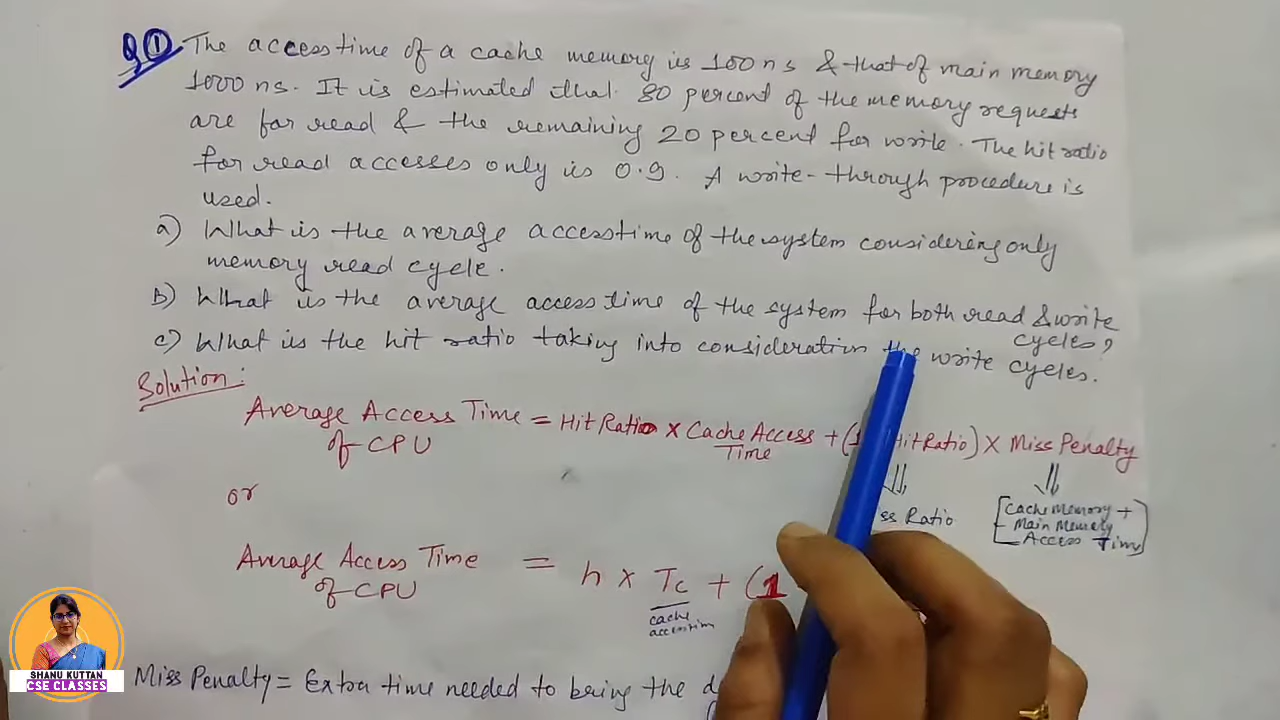 Q① The access time of a cache memory is 100 ns & that of main memory
1000 ns. It is estimated that 80 percent of the memory requests
are for read & the remaining 20 percent for write. The hit ratio
for read accesses only is 0.9. A write-through procedure is
used.
a) What is the average access time of the system considering only
memory read cycle.
b) What is the average access time of the system for both read & write
cycles?
c) What is the hit ratio taking into consideration the write cycles.
Solution:
Average Access Time = Hit Ratio × Cache Access + (1 Hit Ratio) × Miss Penalty
of CPU Time
or
Ratio
[Cache Memory +
Main Memory
Access Time]
Average Access Time = h × Tc + (1
of CPU
cache
Miss Penalty = Extra time needed to bring the
SHANU KUTTAN
CSE CLASSES